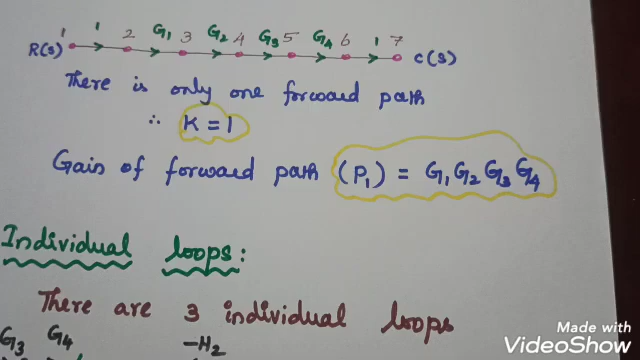 1 1 G1 G2 G3 G4 1
R(S) 2 3 4 5 6 7 C(S)
There is only one forward path
∴ K = 1
Gain of forward path (P1) = G1 G2 G3 G4
Individual loops:
There are 3 individual loops
G3 G4 -H2
Made with
VideoShow